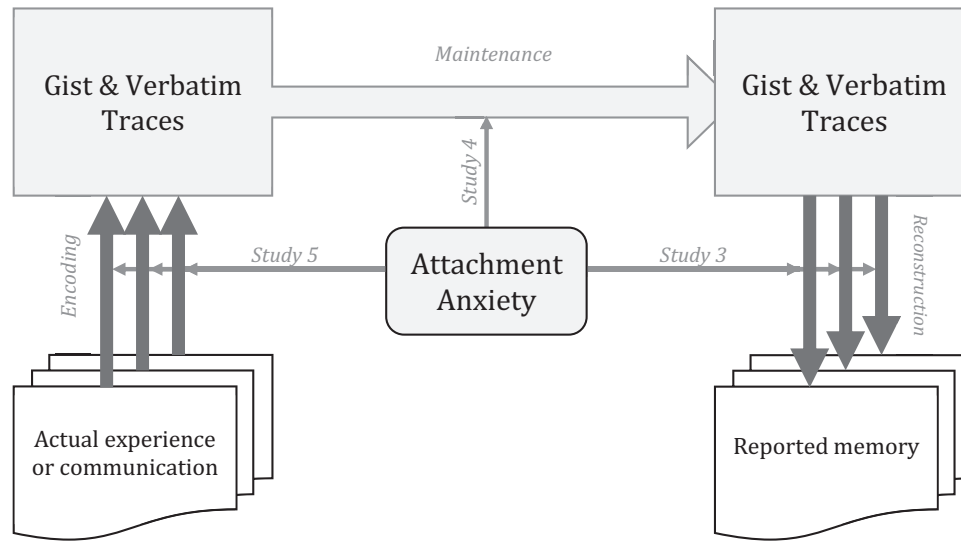 Maintenance
Gist & Verbatim
Traces
Gist & Verbatim
Traces
Study 4
Encoding
Study 5
Attachment
Anxiety
Study 3
Reconstruction
Actual experience
or communication
Reported memory